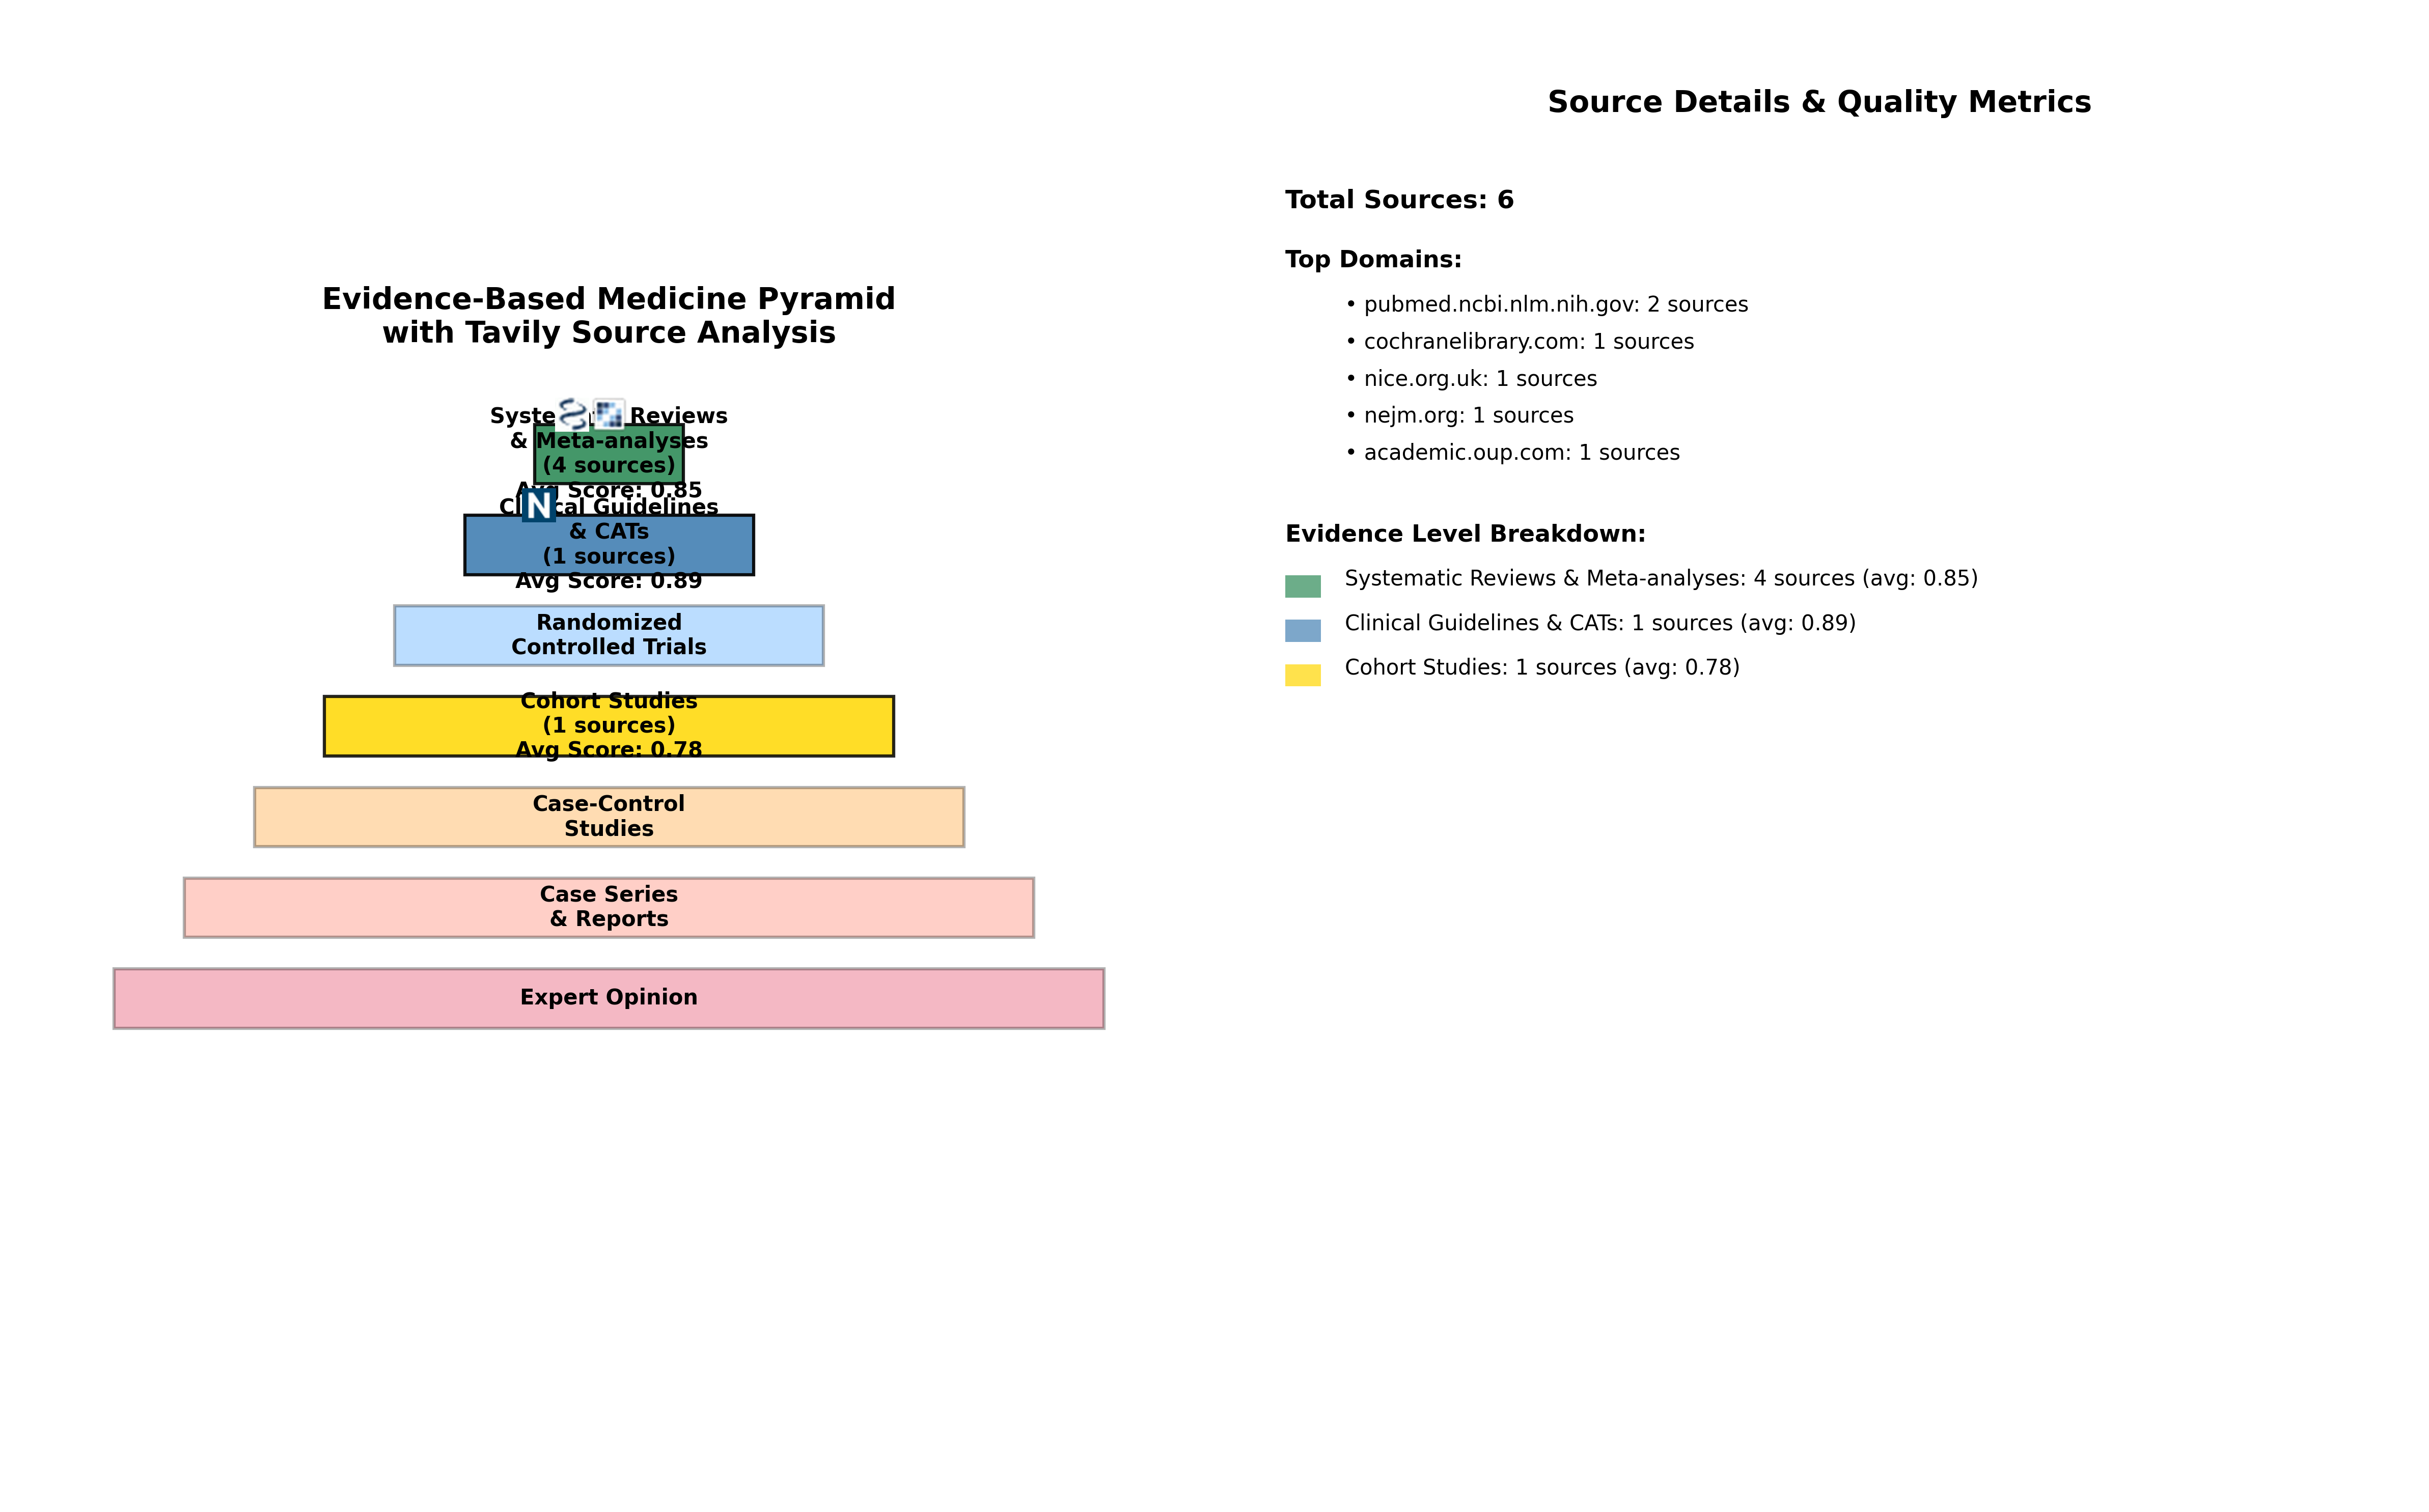 Evidence-Based Medicine Pyramid
with Tavily Source Analysis
Syste Reviews
& Meta-analyses
(4 sources)
Avg Score: 0.85
N
Clinical Guidelines
& CATs
(1 sources)
Avg Score: 0.89
Randomized
Controlled Trials
Cohort Studies
(1 sources)
Avg Score: 0.78
Case-Control
Studies
Case Series
& Reports
Expert Opinion
Source Details & Quality Metrics
Total Sources: 6
Top Domains:
• pubmed.ncbi.nlm.nih.gov: 2 sources
• cochranelibrary.com: 1 sources
• nice.org.uk: 1 sources
• nejm.org: 1 sources
• academic.oup.com: 1 sources
Evidence Level Breakdown:
Systematic Reviews & Meta-analyses: 4 sources (avg: 0.85)
Clinical Guidelines & CATs: 1 sources (avg: 0.89)
Cohort Studies: 1 sources (avg: 0.78)